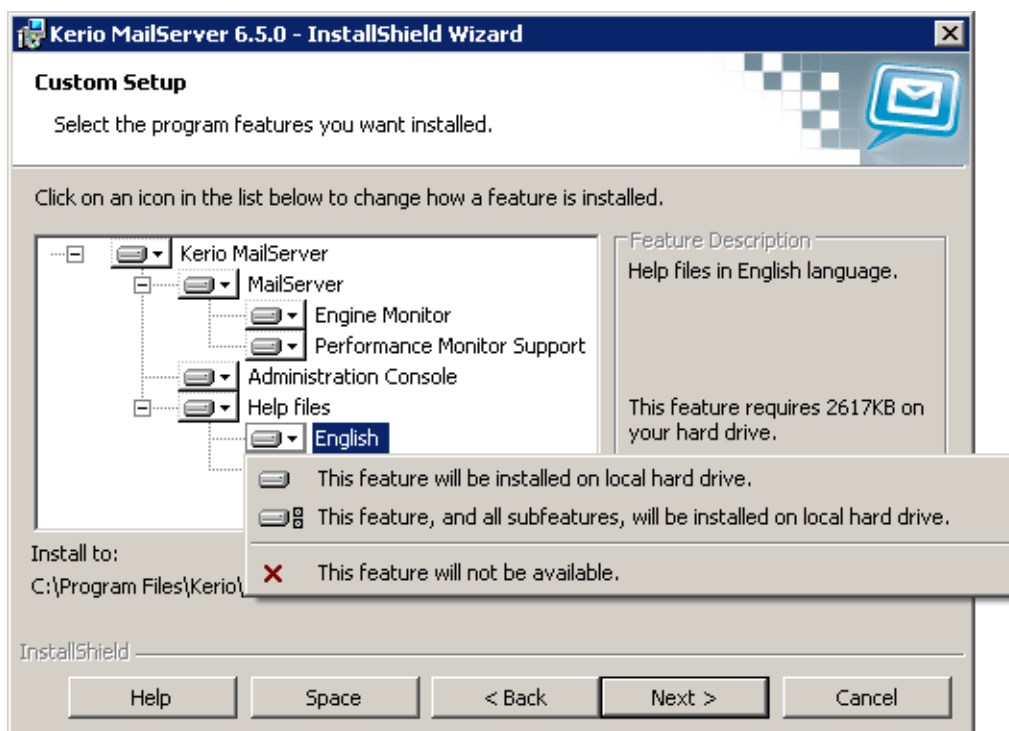 Kerio MailServer 6.5.0 - InstallShield Wizard
Custom Setup
Select the program features you want installed.
Click on an icon in the list below to change how a feature is installed.
Kerio MailServer
MailServer
Engine Monitor
Performance Monitor Support
Administration Console
Help files
English
Feature Description
Help files in English language.
This feature requires 2617KB on
your hard drive.
This feature will be installed on local hard drive.
This feature, and all subfeatures, will be installed on local hard drive.
This feature will not be available.
Install to:
C:\Program Files\Kerio\
InstallShield
Help
Space
< Back
Next >
Cancel